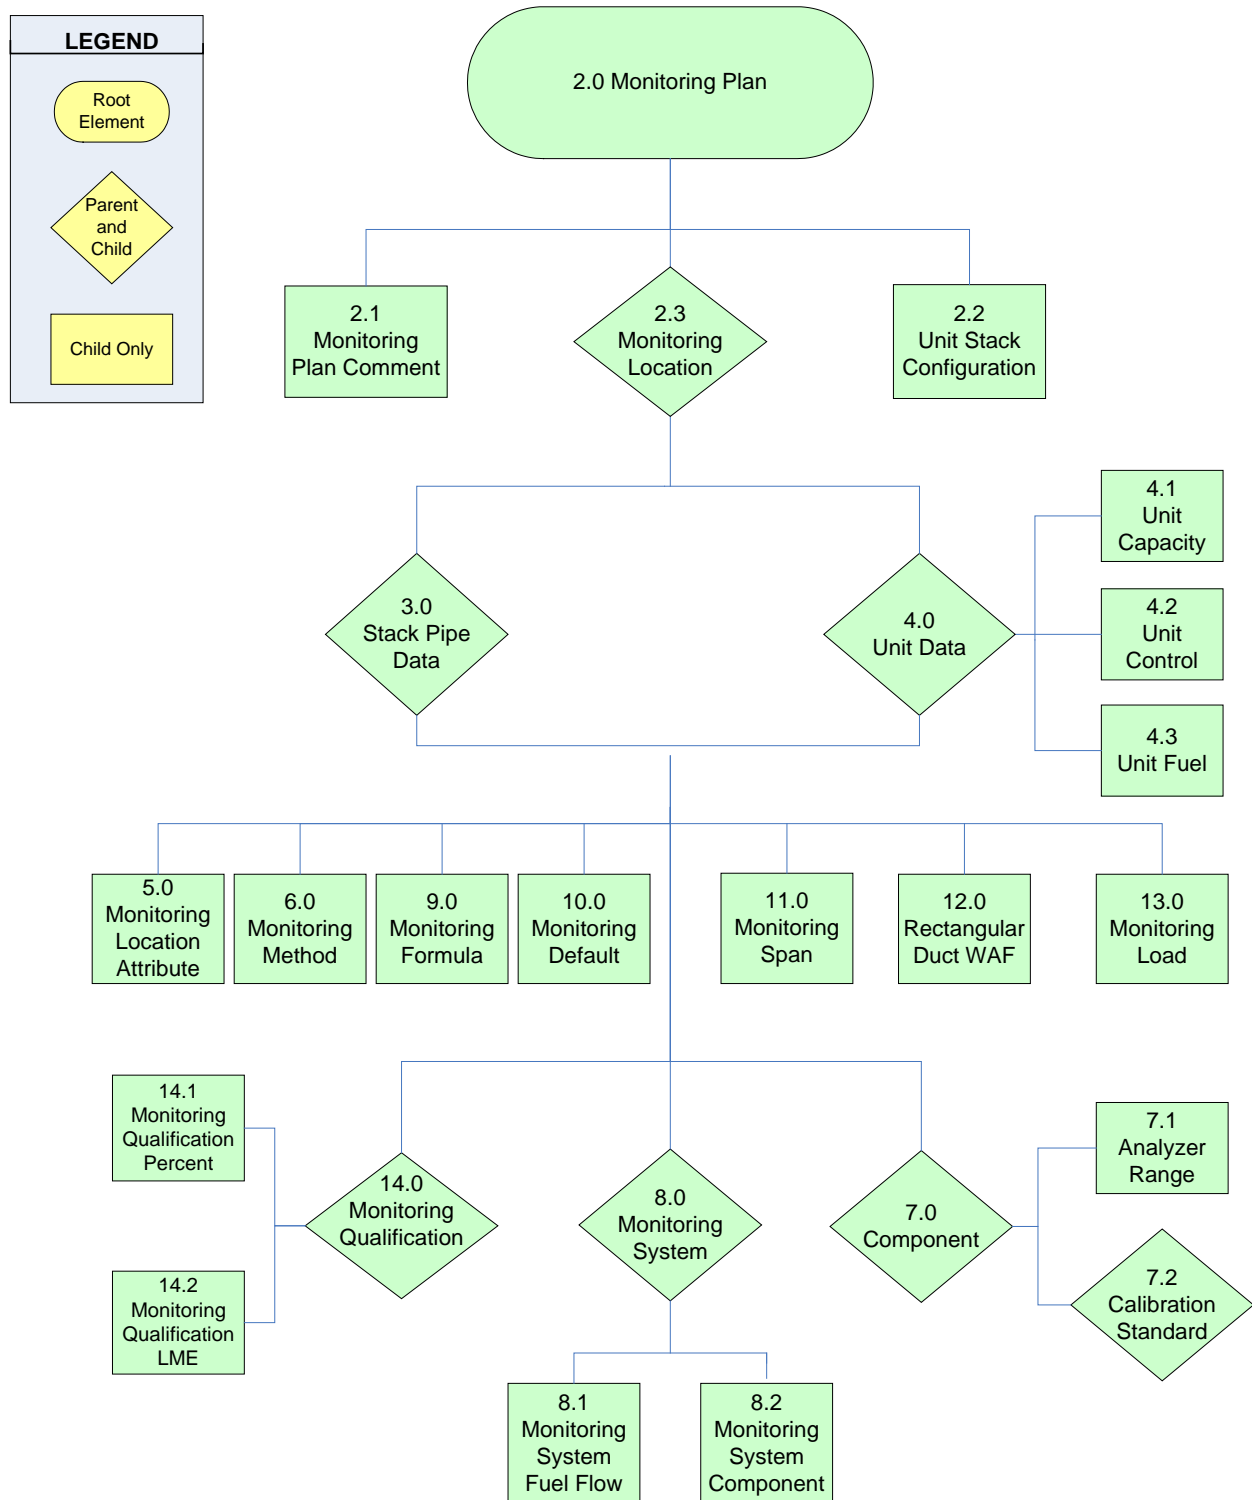 LEGEND
Root
Element
Parent
and
Child
Child Only
2.0 Monitoring Plan
2.1
Monitoring
Plan Comment
2.3
Monitoring
Location
2.2
Unit Stack
Configuration
3.0
Stack Pipe
Data
4.0
Unit Data
4.1
Unit
Capacity
4.2
Unit
Control
4.3
Unit Fuel
5.0
Monitoring
Location
Attribute
6.0
Monitoring
Method
9.0
Monitoring
Formula
10.0
Monitoring
Default
11.0
Monitoring
Span
12.0
Rectangular
Duct WAF
13.0
Monitoring
Load
14.1
Monitoring
Qualification
Percent
14.2
Monitoring
Qualification
LME
14.0
Monitoring
Qualification
8.0
Monitoring
System
7.0
Component
7.1
Analyzer
Range
7.2
Calibration
Standard
8.1
Monitoring
System
Fuel Flow
8.2
Monitoring
System
Component